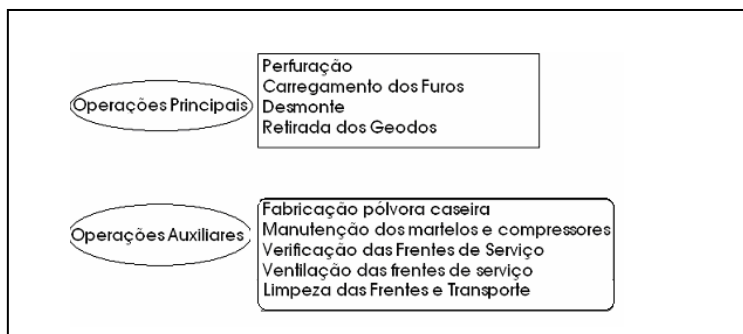 Operações Principais
Perfuração
Carregamento dos Furos
Desmonte
Retirada dos Geodos
Operações Auxiliares
Fabricação pólvora caseira
Manutenção dos martelos e compressores
Verificação das Frentes de Serviço
Ventilação das frentes de serviço
Limpeza das Frentes e Transporte